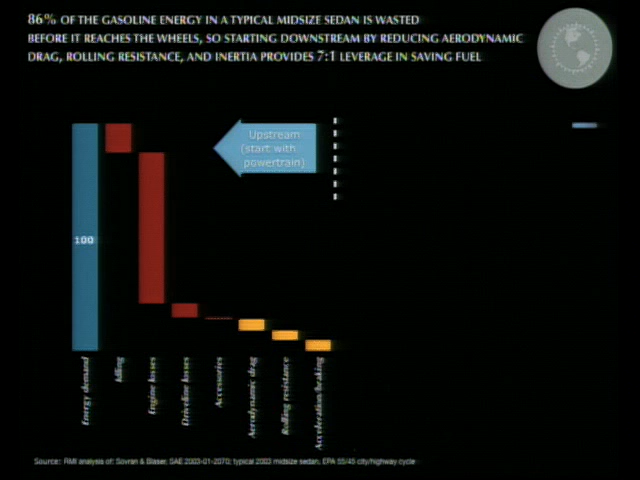 86% OF THE GASOLINE ENERGY IN A TYPICAL MIDSIZE SEDAN IS WASTED
BEFORE IT REACHES THE WHEELS, SO STARTING DOWNSTREAM BY REDUCING AERODYNAMIC
DRAG, ROLLING RESISTANCE, AND INERTIA PROVIDES 7:1 LEVERAGE IN SAVING FUEL
Upstream
(start with
powertrain)
100
Energy demand
Idling
Engine losses
Driveline losses
Accessories
Aerodynamic drag
Rolling resistance
Acceleration/braking
Source: RMI analysis of: Sovran & Blaser, SAE 2003-01-2070; typical 2003 midsize sedan; EPA 55/45 city/highway cycle